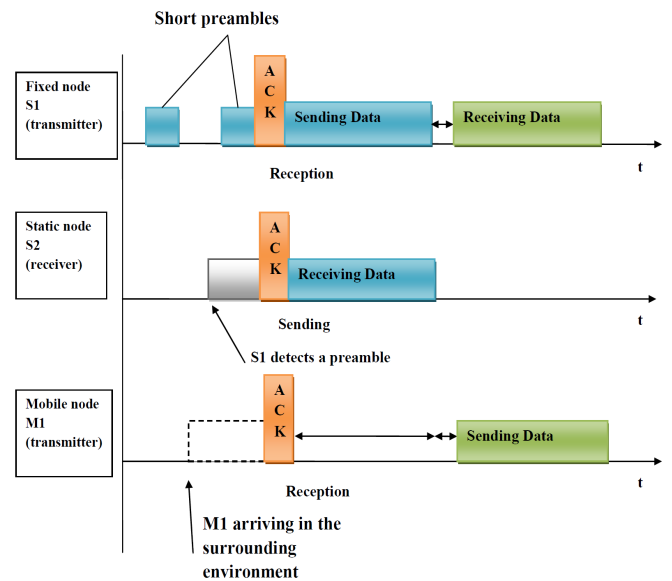 Short preambles
Fixed node
S1
(transmitter)
A
C
K
Sending Data
Receiving Data
Reception
t
Static node
S2
(receiver)
A
C
K
Receiving Data
Sending
t
S1 detects a preamble
Mobile node
M1
(transmitter)
A
C
K
Sending Data
Reception
t
M1 arriving in the
surrounding
environment